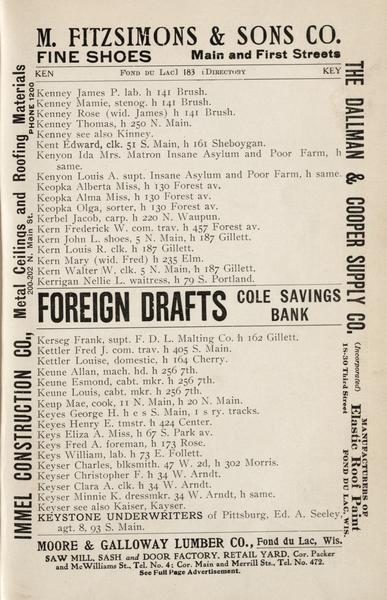 M. FITZSIMONS & SONS CO.
FINE SHOES Main and First Streets
KEN FOND DU LAC] 183 [DIRECTORY KEY
Kenney James P. lab. h 141 Brush.
Kenney Mamie, stenog. h 141 Brush.
Kenney Rose (wid. James) h 141 Brush.
Kenney Thomas, h 250 N. Main.
Kenney see also Kinney.
Kent Edward, clk. 51 S. Main, h 161 Sheboygan.
Kenyon Ida Mrs. Matron Insane Asylum and Poor Farm, h
same.
Kenyon Louis A. supt. Insane Asylum and Poor Farm, h same.
Keopka Alberta Miss, h 130 Forest av.
Keopka Alma Miss, h 130 Forest av.
Keopka Olga, sorter, h 130 Forest av.
Kerbel Jacob, carp. h 220 N. Waupun.
Kern Frederick W. com. trav. h 457 Forest av.
Kern John L. shoes, 5 N. Main, h 187 Gillett.
Kern Louis R. clk. h 187 Gillett.
Kern Mary (wid. Fred) h 235 Elm.
Kern Walter W. clk. 5 N. Main, h 187 Gillett.
Kerrigan Nellie L. waitress, h 79 S. Portland.
FOREIGN DRAFTS COLE SAVINGS
BANK
Kerseg Frank, supt. F. D. L. Malting Co. h 162 Gillett.
Kettler Fred J. com. trav. h 405 S. Main.
Kettler Louise, domestic, h 164 Cherry.
Keune Allan, mach. hd. h 256 7th.
Keune Esmond, cabt. mkr. h 256 7th.
Keune Louis, cabt. mkr. h 256 7th.
Keup Mae, cook, 11 N. Main, h 20 N. Main.
Keyes George H. h e s S. Main, 1 s ry. tracks.
Keyes Henry E. tmstr. h 424 Center.
Keys Eliza A. Miss, h 67 S. Park av.
Keys Fred A. foreman, h 173 Rose.
Keys William, lab. h 73 E. Follett.
Keyser Charles, blksmith. 47 W. 2d, h 302 Morris.
Keyser Christopher F. h 34 W. Arndt.
Keyser Clara A. clk. h 34 W. Arndt.
Keyser Minnie K. dressmkr. 34 W. Arndt, h same.
Keyser see also Kaiser, Kayser.
KEYSTONE UNDERWRITERS of Pittsburg, Ed. A. Seeley,
agt. 8, 93 S. Main.
MOORE & GALLOWAY LUMBER CO., Fond du Lac, Wis.
SAW MILL, SASH and DOOR FACTORY, RETAIL YARD, Cor. Packer
and McWilliams St., Tel. No. 4; Cor. Main and Merrill Sts., Tel. No. 472.
See Full Page Advertisement.
IMMEL CONSTRUCTION CO., Metal Ceilings and Roofing Materials
200-202 N. Main St. PHONE 1200
THE DALLMAN & COOPER SUPPLY CO.
(Incorporated)
18-30 Third Street
MANUFACTURERS OF
Elastic Roof Paint
FOND DU LAC, WIS.